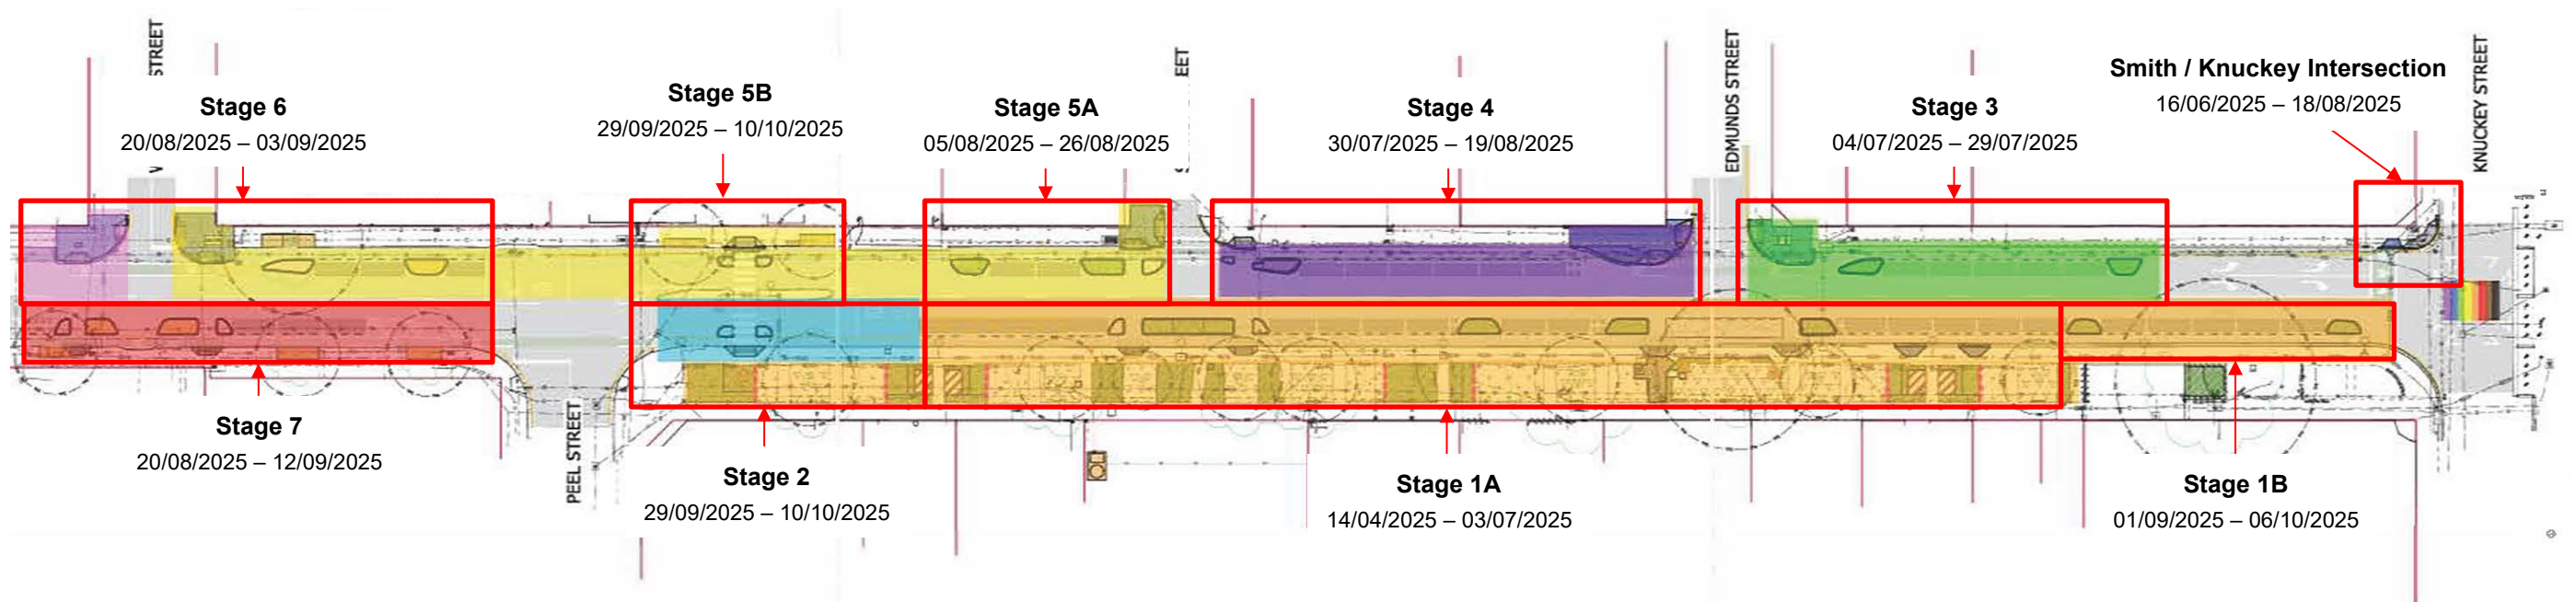 STREET
EET
EDMUNDS STREET
KNUCKEY STREET
Smith / Knuckey Intersection
16/06/2025 – 18/08/2025
Stage 6
20/08/2025 – 03/09/2025
Stage 5B
29/09/2025 – 10/10/2025
Stage 5A
05/08/2025 – 26/08/2025
Stage 4
30/07/2025 – 19/08/2025
Stage 3
04/07/2025 – 29/07/2025
Stage 7
20/08/2025 – 12/09/2025
PEEL STREET
Stage 2
29/09/2025 – 10/10/2025
Stage 1A
14/04/2025 – 03/07/2025
Stage 1B
01/09/2025 – 06/10/2025